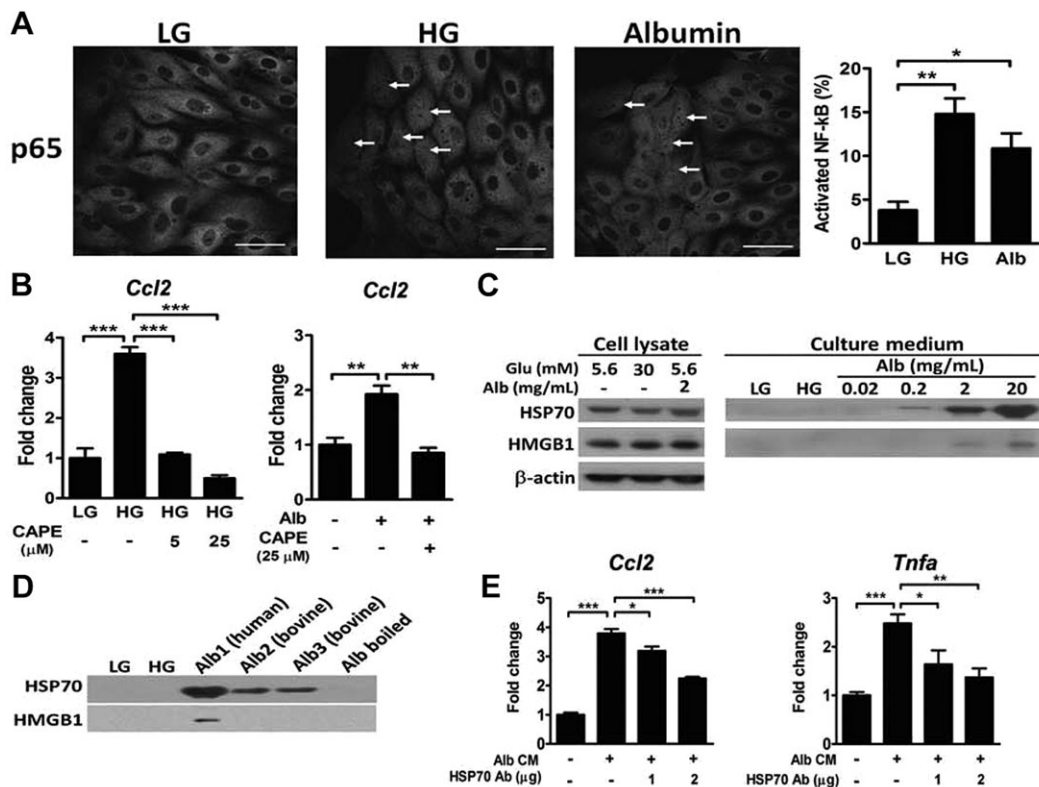 A
LG
HG
Albumin
p65
Activated NF-kB (%)
20
15
10
5
0
**
*
LG HG Alb
B
Ccl2
Fold change
4
3
2
1
0
***
***
***
LG HG HG HG
CAPE (μM) - - 5 25
Ccl2
Fold change
3
2
1
0
**
**
Alb - + +
CAPE (25 μM) - - +
C
Cell lysate
Glu (mM) 5.6 30 5.6
Alb (mg/mL) - - 2
HSP70
HMGB1
β-actin
Culture medium
Alb (mg/mL)
LG HG 0.02 0.2 2 20
D
LG HG Alb1 (human) Alb2 (bovine) Alb3 (bovine) Alb boiled
HSP70
HMGB1
E
Ccl2
Fold change
5
4
3
2
1
0
***
*
***
Alb CM - + + +
HSP70 Ab (μg) - - 1 2
Tnfa
Fold change
3
2
1
0
***
*
**
Alb CM - + + +
HSP70 Ab (μg) - - 1 2